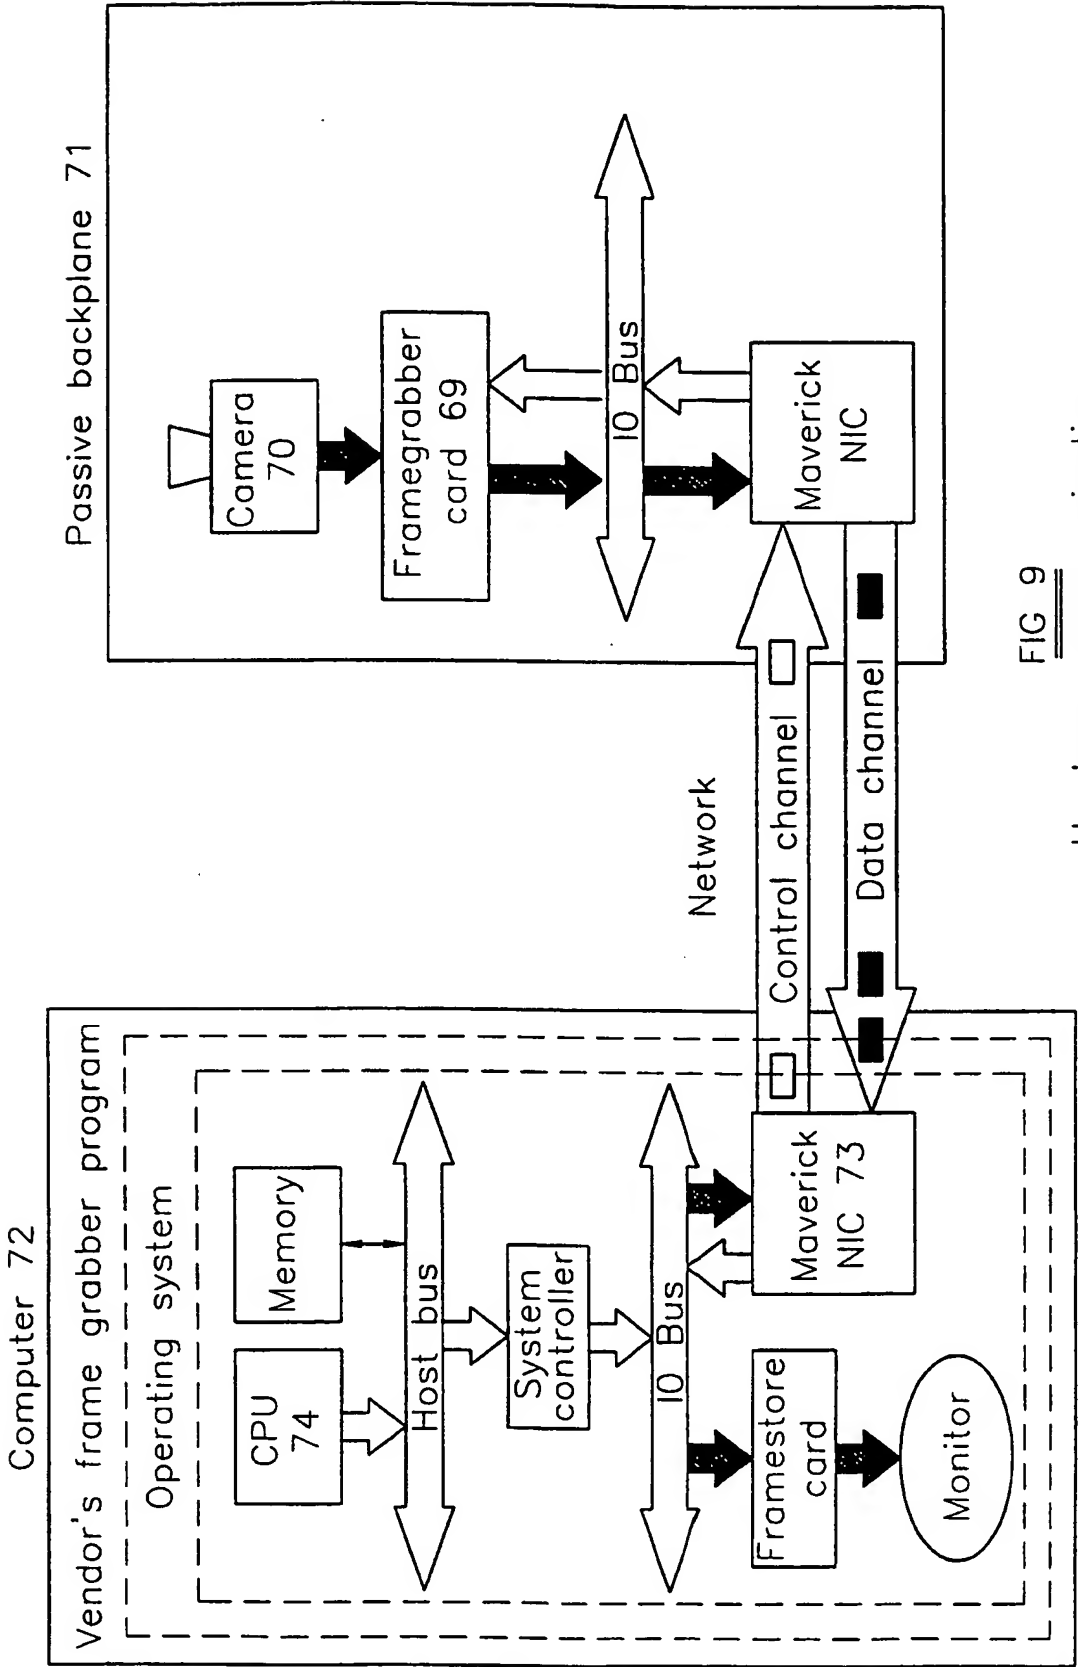 Computer 72
Vendor's frame grabber program
Operating system
CPU
74
Memory
Host bus
System
controller
IO Bus
Framestore
card
Monitor
Maverick
NIC 73
Network
Control channel
Data channel
Passive backplane 71
Camera
70
Framegrabber
card 69
IO Bus
Maverick
NIC
FIG 9